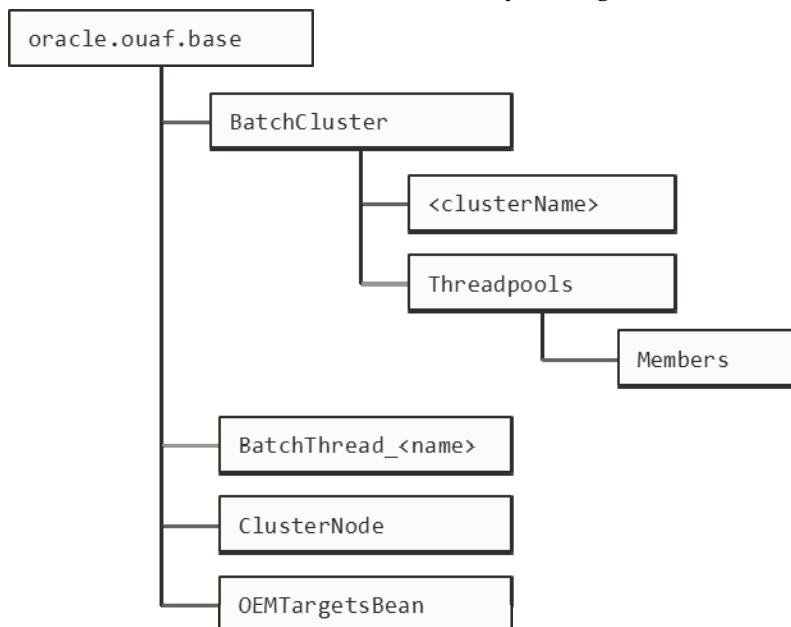 oracle.ouaf.base
BatchCluster
<clusterName>
Threadpools
Members
BatchThread_<name>
ClusterNode
OEMTargetsBean